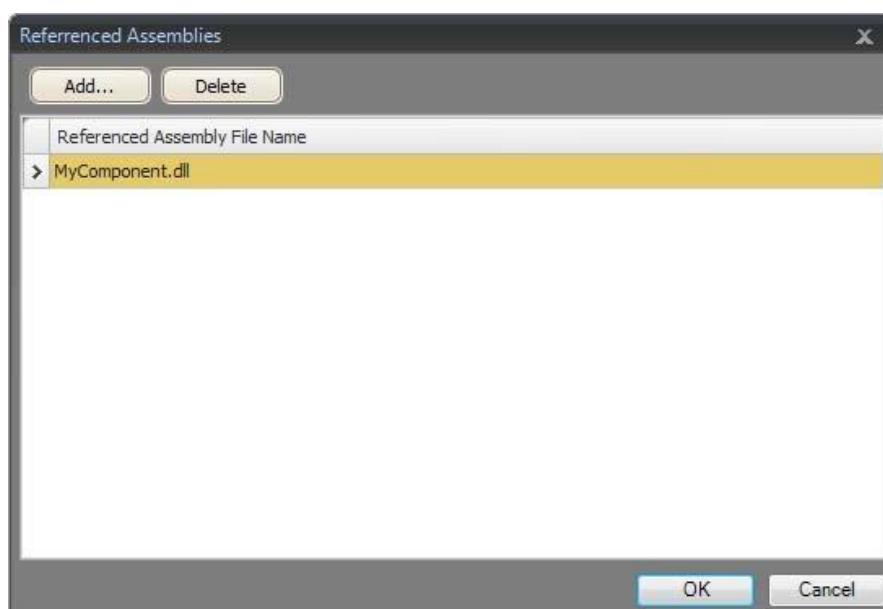 Referrenced Assemblies
Add... Delete
Referenced Assembly File Name
MyComponent.dll
OK Cancel